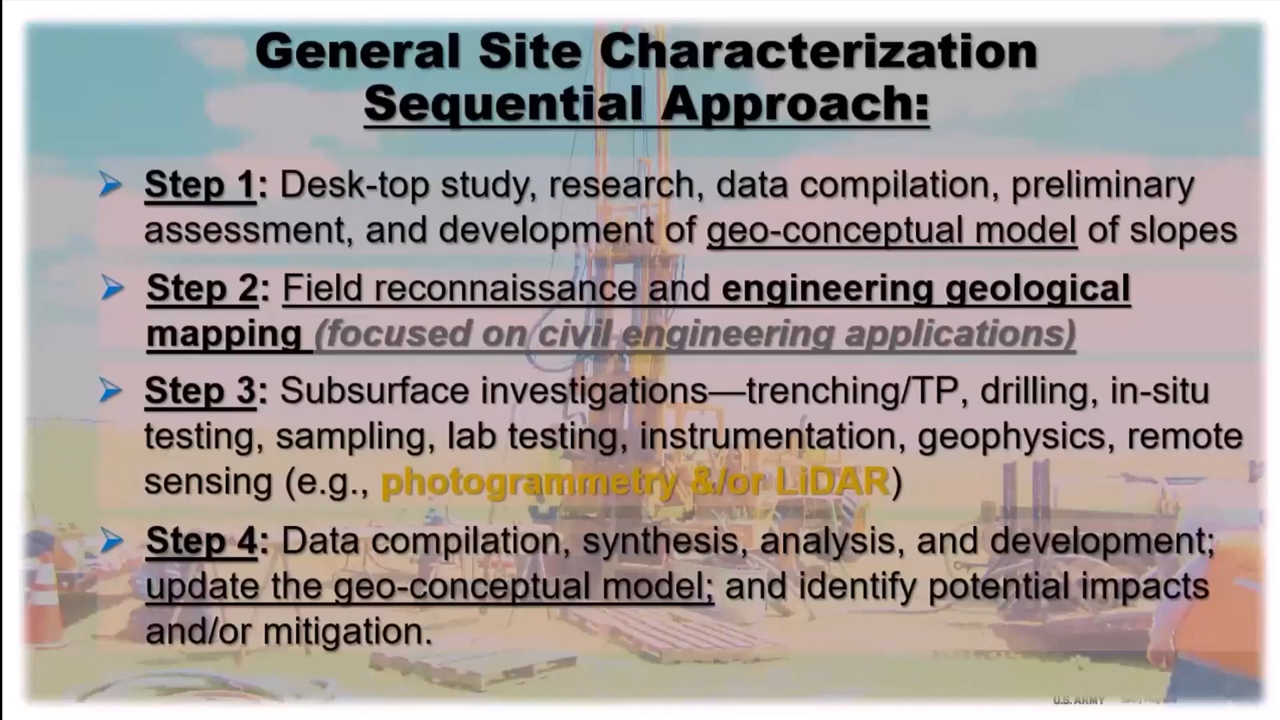 General Site Characterization
Sequential Approach:
➢ Step 1: Desk-top study, research, data compilation, preliminary
assessment, and development of geo-conceptual model of slopes
➢ Step 2: Field reconnaissance and engineering geological
mapping (focused on civil engineering applications)
➢ Step 3: Subsurface investigations—trenching/TP, drilling, in-situ
testing, sampling, lab testing, instrumentation, geophysics, remote
sensing (e.g., photogrammetry &/or LiDAR)
➢ Step 4: Data compilation, synthesis, analysis, and development;
update the geo-conceptual model; and identify potential impacts
and/or mitigation.
U.S. ARMY